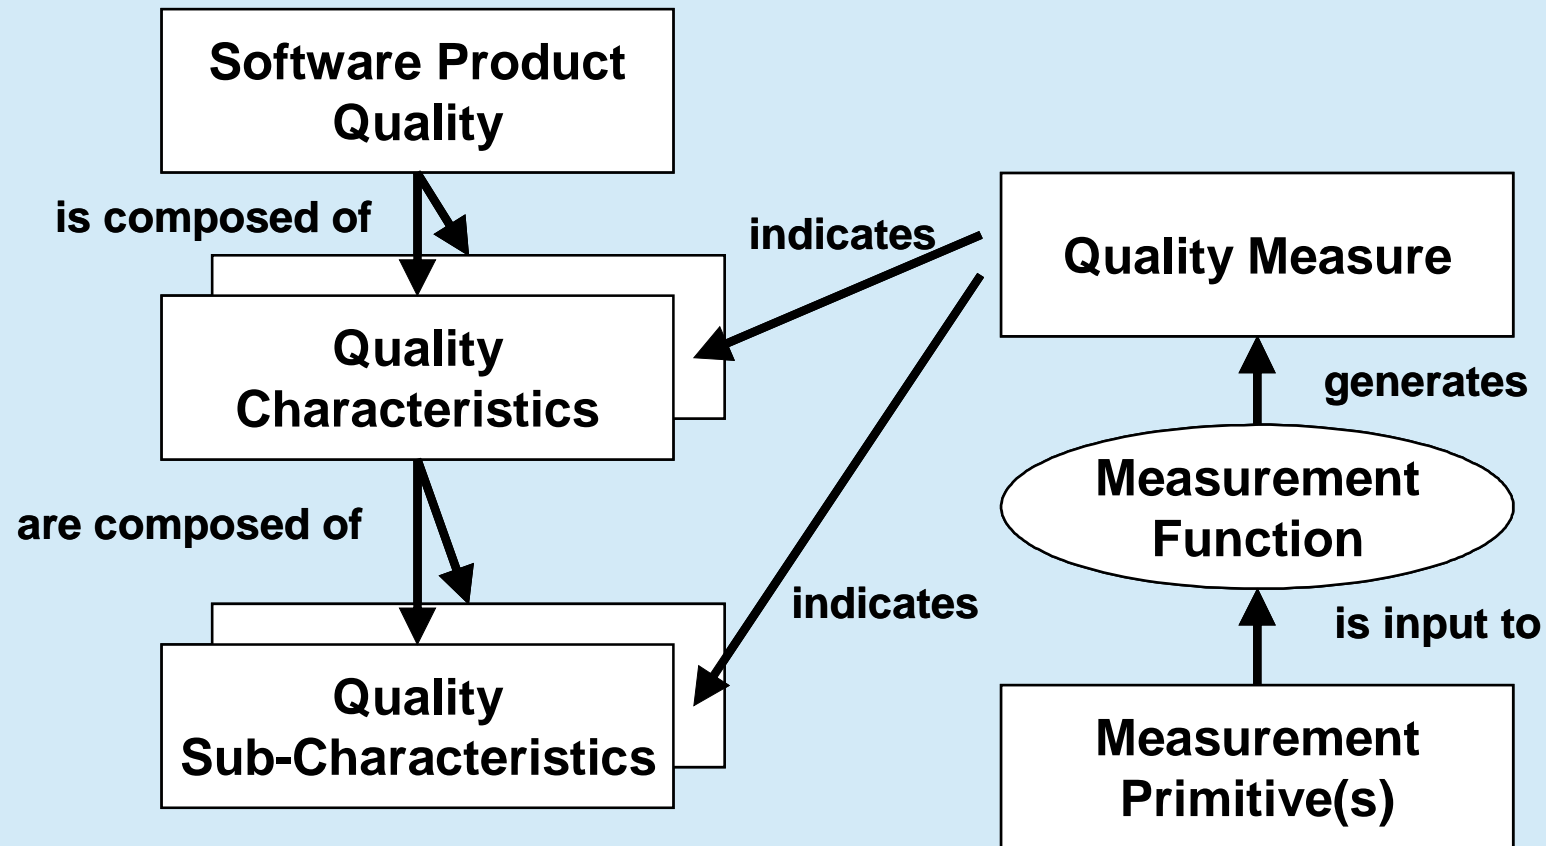 Software Product
Quality
is composed of
indicates
Quality Measure
Quality
Characteristics
generates
Measurement
Function
are composed of
indicates
is input to
Quality
Sub-Characteristics
Measurement
Primitive(s)